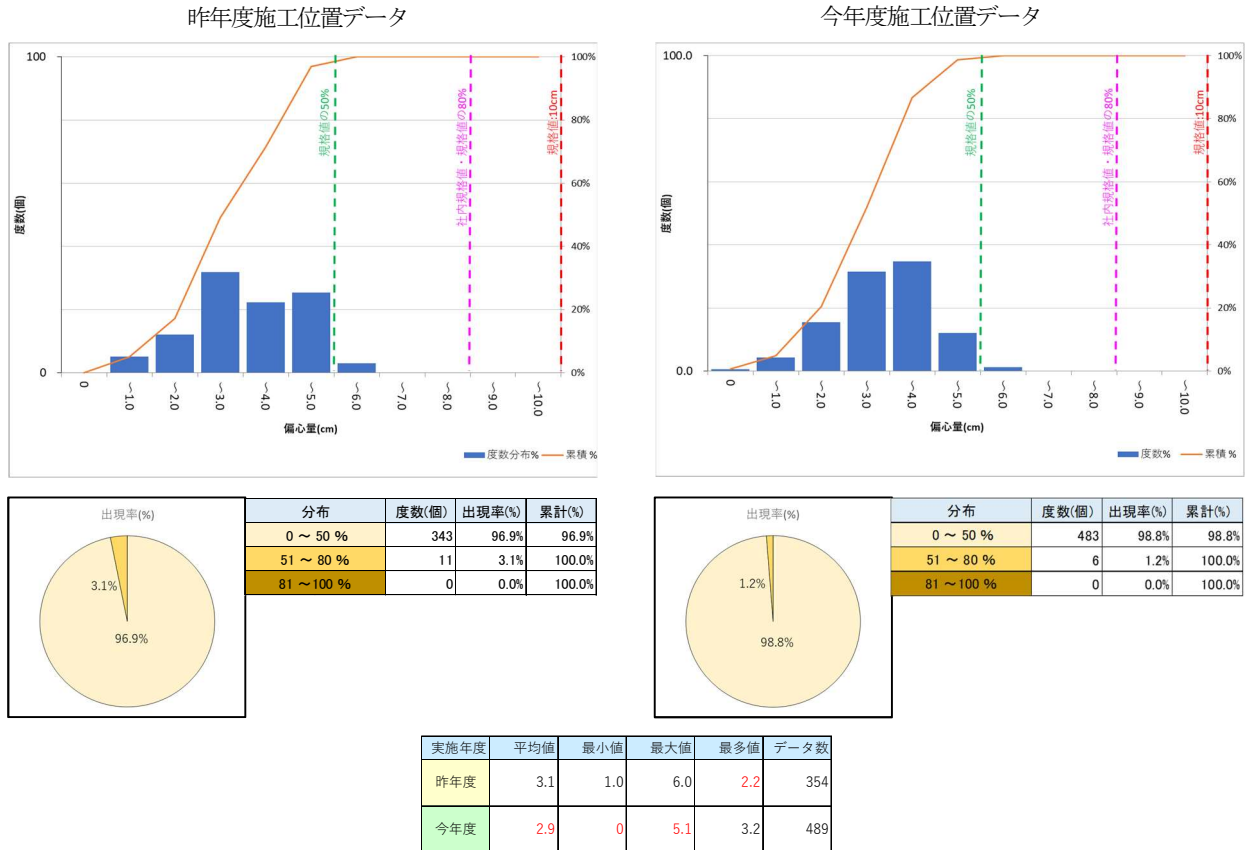 昨年度施工位置データ
今年度施工位置データ
100
0
度数(個)
100%
80%
60%
40%
20%
0%
規格値の50%
社内規格値・規格値の80%
規格値:10cm
0
~1.0
~2.0
~3.0
~4.0
~5.0
~6.0
~7.0
~8.0
~9.0
~10.0
偏心量(cm)
度数分布% 累積%
100.0
0.0
度数(個)
100%
80%
60%
40%
20%
0%
規格値の50%
社内規格値・規格値の80%
規格値:10cm
0
~1.0
~2.0
~3.0
~4.0
~5.0
~6.0
~7.0
~8.0
~9.0
~10.0
偏心量(cm)
度数% 累積%
出現率(%)
3.1%
96.9%
分布 度数(個) 出現率(%) 累計(%)
0 ~ 50 % 343 96.9% 96.9%
51 ~ 80 % 11 3.1% 100.0%
81 ~100 % 0 0.0% 100.0%
出現率(%)
1.2%
98.8%
分布 度数(個) 出現率(%) 累計(%)
0 ~ 50 % 483 98.8% 98.8%
51 ~ 80 % 6 1.2% 100.0%
81 ~100 % 0 0.0% 100.0%
実施年度 平均値 最小値 最大値 最多値 データ数
昨年度 3.1 1.0 6.0 2.2 354
今年度 2.9 0 5.1 3.2 489